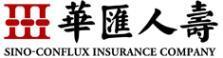 華匯人壽
SINO-CONFLUX INSURANCE COMPANY